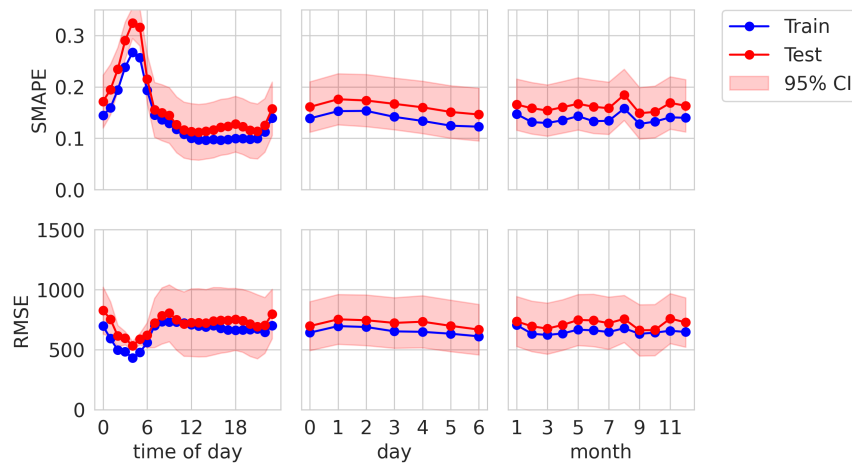 0.3
0.2
0.1
0.0
SMAPE
Train
Test
95% CI
1500
1000
500
0
RMSE
0 6 12 18
time of day
0 1 2 3 4 5 6
day
1 3 5 7 9 11
month